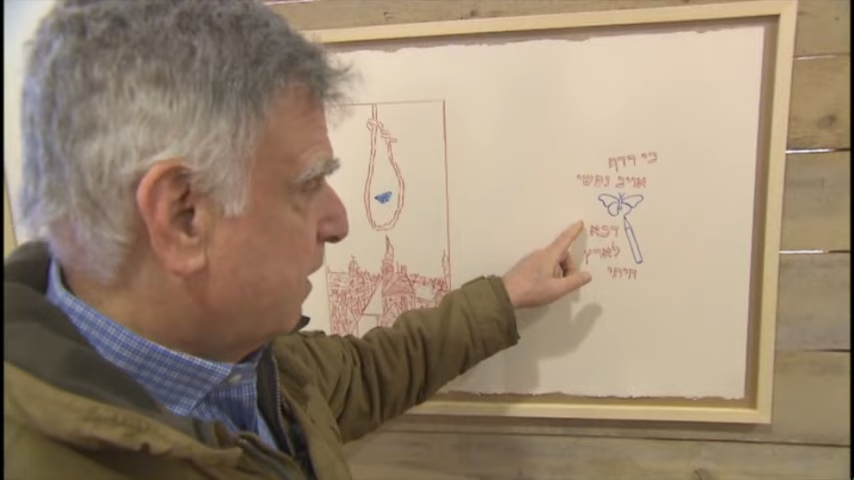 כי רדף
אויב נפשי
דכא
לארץ
חיתי